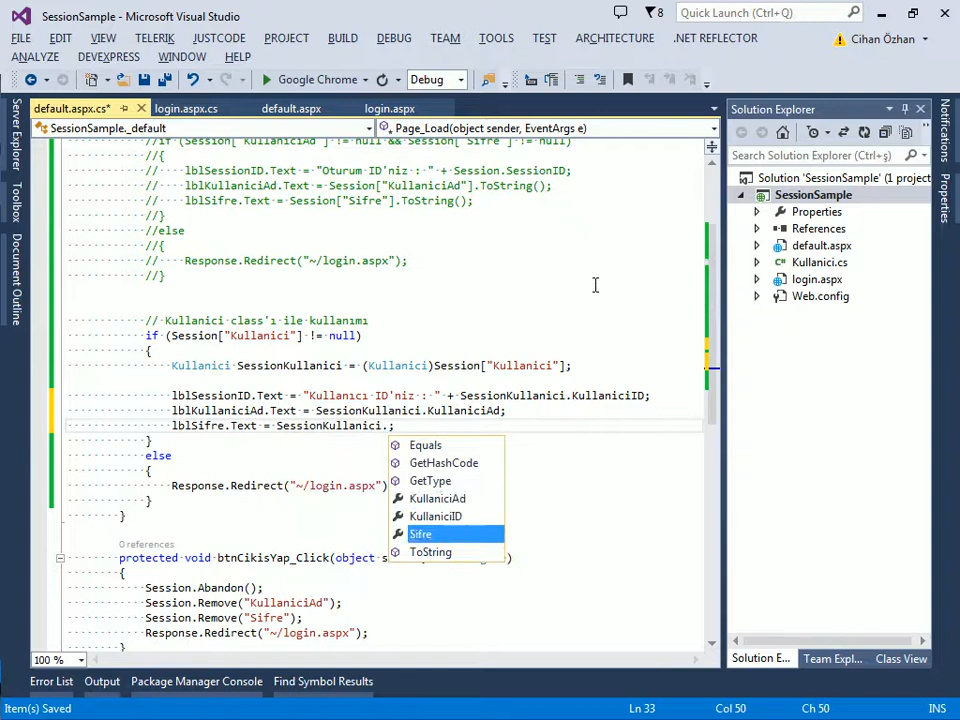 SessionSample - Microsoft Visual Studio
8
Quick Launch (Ctrl+Q)
FILE EDIT VIEW TELERIK JUSTCODE PROJECT BUILD DEBUG TEAM TOOLS TEST ARCHITECTURE .NET REFLECTOR
Cihan Özhan
ANALYZE DEVEXPRESS WINDOW HELP
Google Chrome
Debug
default.aspx.cs* login.aspx.cs default.aspx login.aspx
SessionSample._default
Page_Load(object sender, EventArgs e)
//if (Session["KullaniciAd"] != null && Session["Sifre"] != null)
//{
// lblSessionID.Text = "Oturum ID'niz : " + Session.SessionID;
// lblKullaniciAd.Text = Session["KullaniciAd"].ToString();
// lblSifre.Text = Session["Sifre"].ToString();
//}
//else
//{
// Response.Redirect("~/login.aspx");
//}
// Kullanici class'ı ile kullanımı
if (Session["Kullanici"] != null)
{
Kullanici SessionKullanici = (Kullanici)Session["Kullanici"];
lblSessionID.Text = "Kullanıcı ID'niz : " + SessionKullanici.KullaniciID;
lblKullaniciAd.Text = SessionKullanici.KullaniciAd;
lblSifre.Text = SessionKullanici.;
}
else
{
Response.Redirect("~/login.aspx")
}
}
Equals
GetHashCode
GetType
KullaniciAd
KullaniciID
Sifre
ToString
0 references
protected void btnCikisYap_Click(object s
{
Session.Abandon();
Session.Remove("KullaniciAd");
Session.Remove("Sifre");
Response.Redirect("~/login.aspx");
}
100 %
Server Explorer
Toolbox
Document Outline
Solution Explorer
Search Solution Explorer (Ctrl+ş)
Solution 'SessionSample' (1 project
SessionSample
Properties
References
default.aspx
Kullanici.cs
login.aspx
Web.config
Solution E... Team Expl... Class View
Notifications
Properties
Error List Output Package Manager Console Find Symbol Results
Item(s) Saved
Ln 33 Col 50 Ch 50 INS